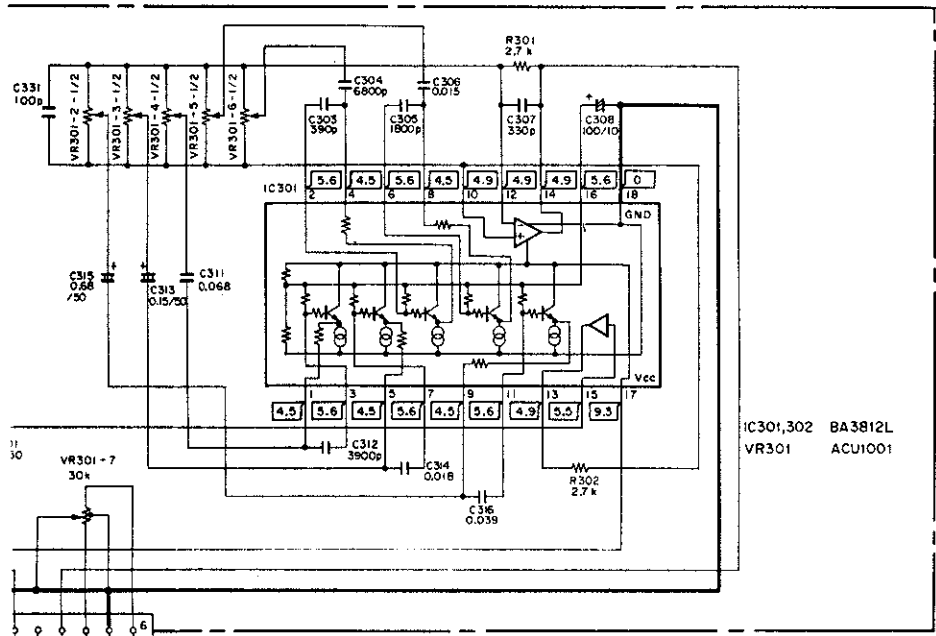 C331
100p
VR301-2-1/2
VR301-3-1/2
VR301-4-1/2
VR301-5-1/2
VR301-6-1/2
C304
6800p
C306
0.015
R301
2.7k
C303
390p
C305
1800p
C307
330p
C308
100/10
+
IC301
5.6
4.5
5.6
4.5
4.9
4.9
4.9
5.6
0
2
4
6
8
10
12
14
16
18
GND
-
+
C315
0.68
/50
+
C313
0.15/50
+
C311
0.068
Vcc
1
3
5
7
9
11
13
15
17
4.5
5.6
4.5
5.6
4.5
5.6
4.9
5.5
9.3
C312
3900p
C314
0.018
C316
0.039
R302
2.7k
IC301,302 BA3812L
VR301 ACU1001
VR301-7
30k
6